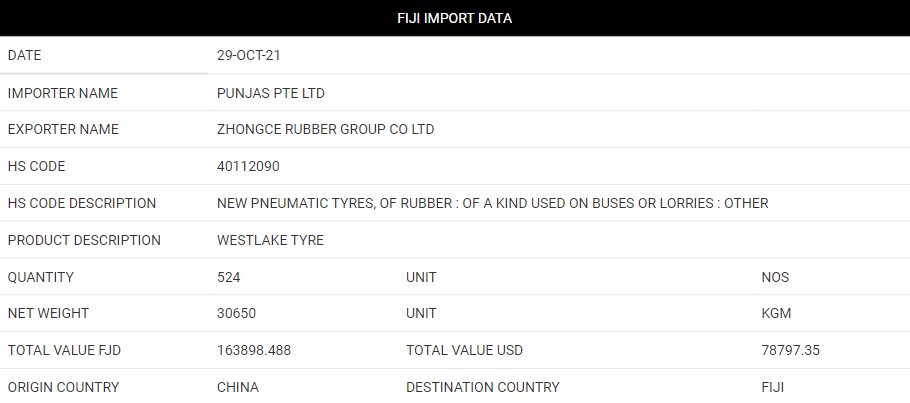 FIJI IMPORT DATA
DATE 29-OCT-21
IMPORTER NAME PUNJAS PTE LTD
EXPORTER NAME ZHONGCE RUBBER GROUP CO LTD
HS CODE 40112090
HS CODE DESCRIPTION NEW PNEUMATIC TYRES, OF RUBBER : OF A KIND USED ON BUSES OR LORRIES : OTHER
PRODUCT DESCRIPTION WESTLAKE TYRE
QUANTITY 524 UNIT NOS
NET WEIGHT 30650 UNIT KGM
TOTAL VALUE FJD 163898.488 TOTAL VALUE USD 78797.35
ORIGIN COUNTRY CHINA DESTINATION COUNTRY FIJI